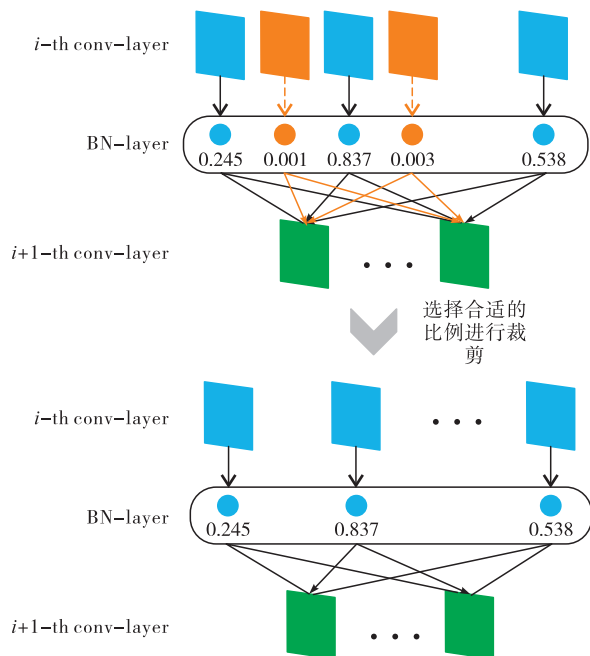 i-th conv-layer
BN-layer
0.245 0.001 0.837 0.003 0.538
i+1-th conv-layer
• • •
选择合适的
比例进行裁
剪
i-th conv-layer
• • •
BN-layer
0.245 0.837 0.538
i+1-th conv-layer
• • •